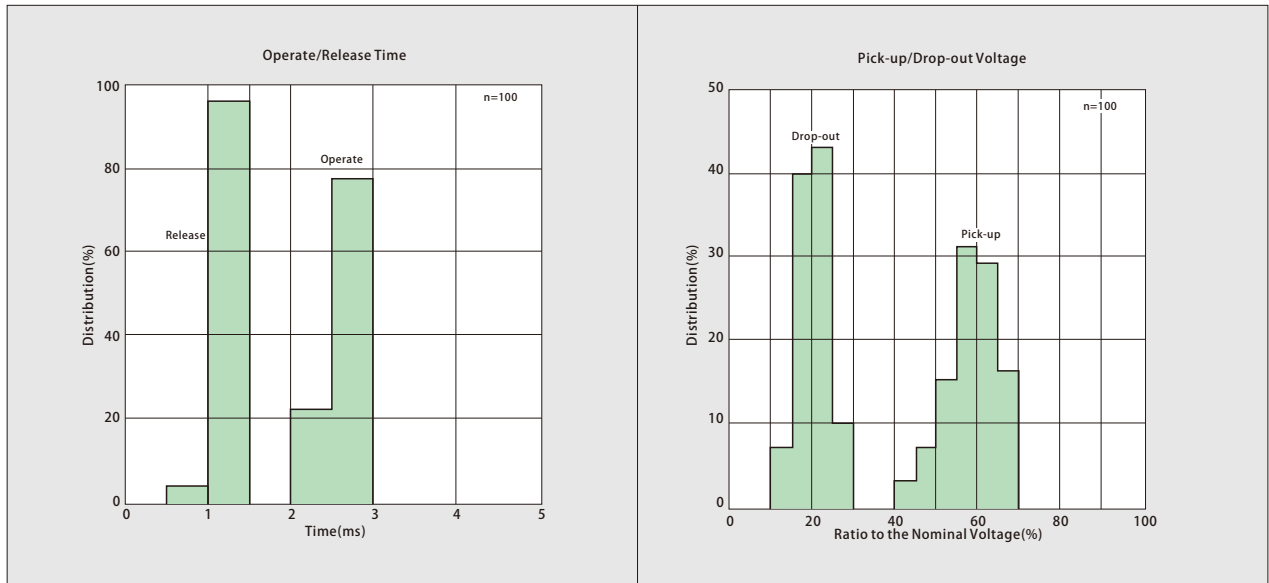 Operate/Release Time
n=100
Operate
Release
Distribution(%)
100
80
60
40
20
0
0 1 2 3 4 5
Time(ms)
Pick-up/Drop-out Voltage
n=100
Drop-out
Pick-up
Distribution(%)
50
40
30
20
10
0
0 20 40 60 80 100
Ratio to the Nominal Voltage(%)